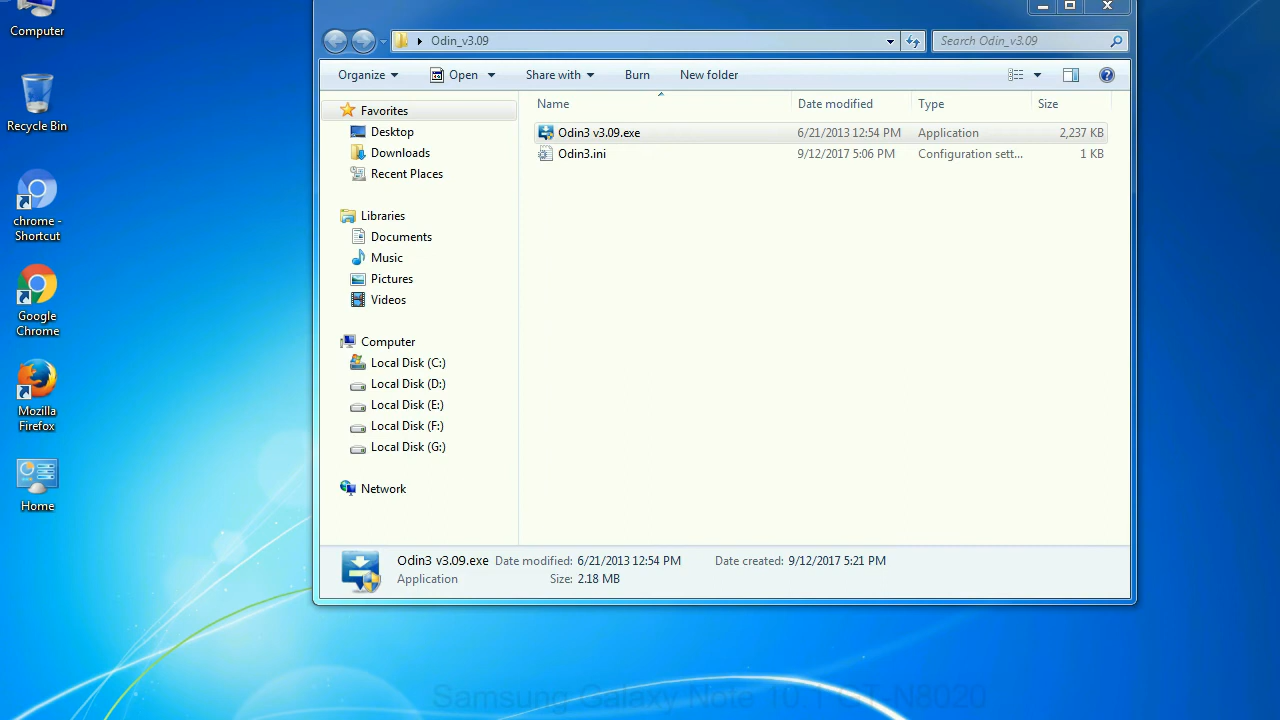 Computer
Recycle Bin
chrome -
Shortcut
Google
Chrome
Mozilla
Firefox
Home
Odin_v3.09
Search Odin_v3.09
Organize
Open
Share with
Burn
New folder
Name
Date modified
Type
Size
Odin3 v3.09.exe 6/21/2013 12:54 PM Application 2,237 KB
Odin3.ini 9/12/2017 5:06 PM Configuration sett... 1 KB
Favorites
Desktop
Downloads
Recent Places
Libraries
Documents
Music
Pictures
Videos
Computer
Local Disk (C:)
Local Disk (D:)
Local Disk (E:)
Local Disk (F:)
Local Disk (G:)
Network
Odin3 v3.09.exe Date modified: 6/21/2013 12:54 PM Date created: 9/12/2017 5:21 PM
Application Size: 2.18 MB
Samsung Galaxy Note 10.1 GT-N8020